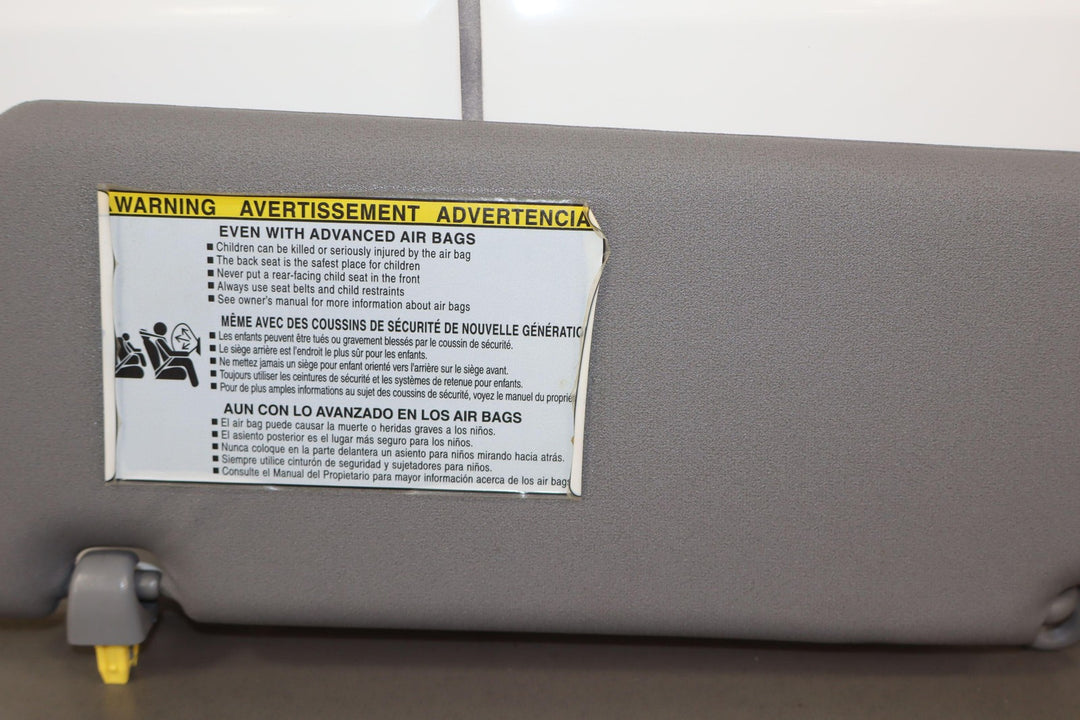 WARNING AVERTISSEMENT ADVERTENCIA
EVEN WITH ADVANCED AIR BAGS
■ Children can be killed or seriously injured by the air bag
■ The back seat is the safest place for children
■ Never put a rear-facing child seat in the front
■ Always use seat belts and child restraints
■ See owner's manual for more information about air bags
MÊME AVEC DES COUSSINS DE SÉCURITÉ DE NOUVELLE GÉNÉRATIO
■ Les enfants peuvent être tués ou gravement blessés par le coussin de sécurité.
■ Le siège arrière est l'endroit le plus sûr pour les enfants.
■ Ne mettez jamais un siège pour enfant orienté vers l'arrière sur le siège avant.
■ Toujours utiliser les ceintures de sécurité et les systèmes de retenue pour enfants.
■ Pour de plus amples informations au sujet des coussins de sécurité, voyez le manuel du
AUN CON LO AVANZADO EN LOS AIR BAGS
■ El air bag puede causar la muerte o heridas graves a los niños.
■ El asiento posterior es el lugar más seguro para los niños.
■ Nunca coloque en la parte delantera un asiento para niños mirando hacia atrás.
■ Siempre utilice cinturón de seguridad y sujetadores para niños.
■ Consulte el Manual del Propietario para mayor información acerca de los air bags